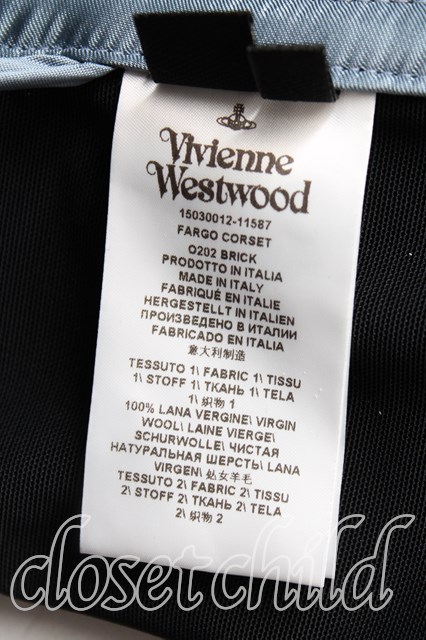 Vivienne
Westwood
15030012-11587
FARGO CORSET
O202 BRICK
PRODOTTO IN ITALIA
MADE IN ITALY
FABRIQUÉ EN ITALIE
HERGESTELLT IN ITALIEN
ПРОИЗВЕДЕНО В ИТАЛИИ
FABRICADO EN ITALIA
意大利制造
TESSUTO 1\ FABRIC 1\ TISSU
1\ STOFF 1\ ТКАНЬ 1\ TELA
1\ 织物 1
100% LANA VERGINE\ VIRGIN
WOOL\ LAINE VIERGE\
SCHURWOLLE\ ЧИСТАЯ
НАТУРАЛЬНАЯ ШЕРСТЬ\ LANA
VIRGEN\ 处女羊毛
TESSUTO 2\ FABRIC 2\ TISSU
2\ STOFF 2\ ТКАНЬ 2\ TELA
2\ 织物 2
closetchild